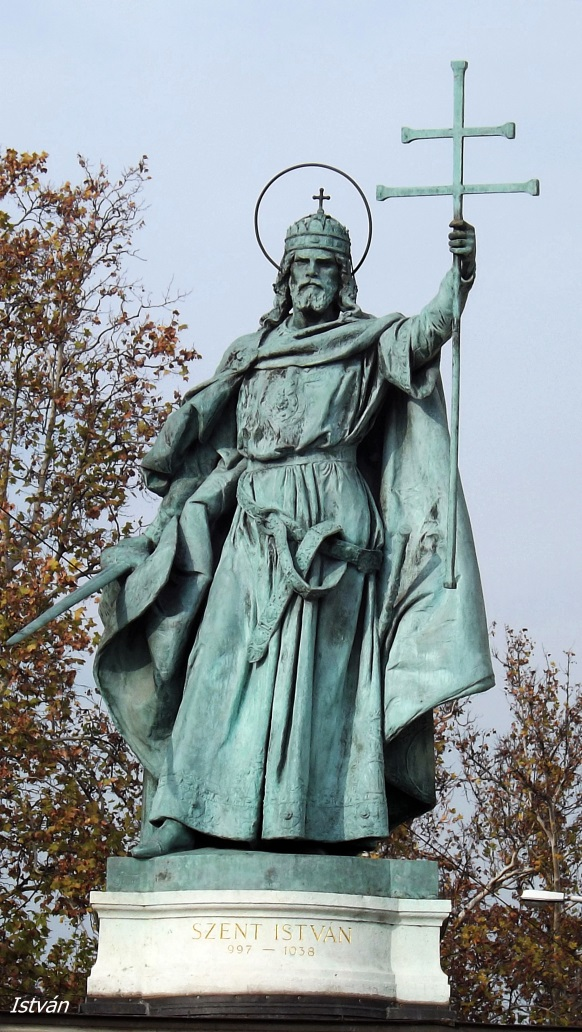 SZENT ISTVÁN
997 — 1038
István